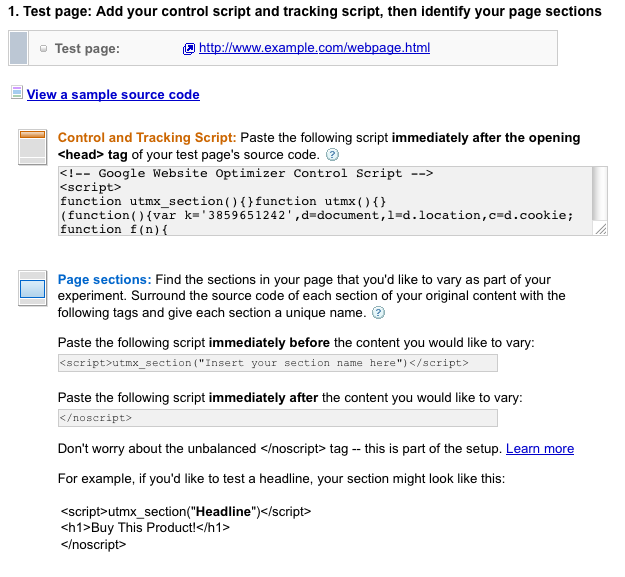 1. Test page: Add your control script and tracking script, then identify your page sections
Test page: http://www.example.com/webpage.html
View a sample source code
Control and Tracking Script: Paste the following script immediately after the opening
<head> tag of your test page's source code. ?
<!-- Google Website Optimizer Control Script -->
<script>
function utmx_section(){}function utmx(){}
(function(){var k='3859651242',d=document,l=d.location,c=d.cookie;
function f(n){
Page sections: Find the sections in your page that you'd like to vary as part of your
experiment. Surround the source code of each section of your original content with the
following tags and give each section a unique name. ?
Paste the following script immediately before the content you would like to vary:
<script>utmx_section("Insert your section name here")</script>
Paste the following script immediately after the content you would like to vary:
</noscript>
Don't worry about the unbalanced </noscript> tag -- this is part of the setup. Learn more
For example, if you'd like to test a headline, your section might look like this:
<script>utmx_section("Headline")</script>
<h1>Buy This Product!</h1>
</noscript>